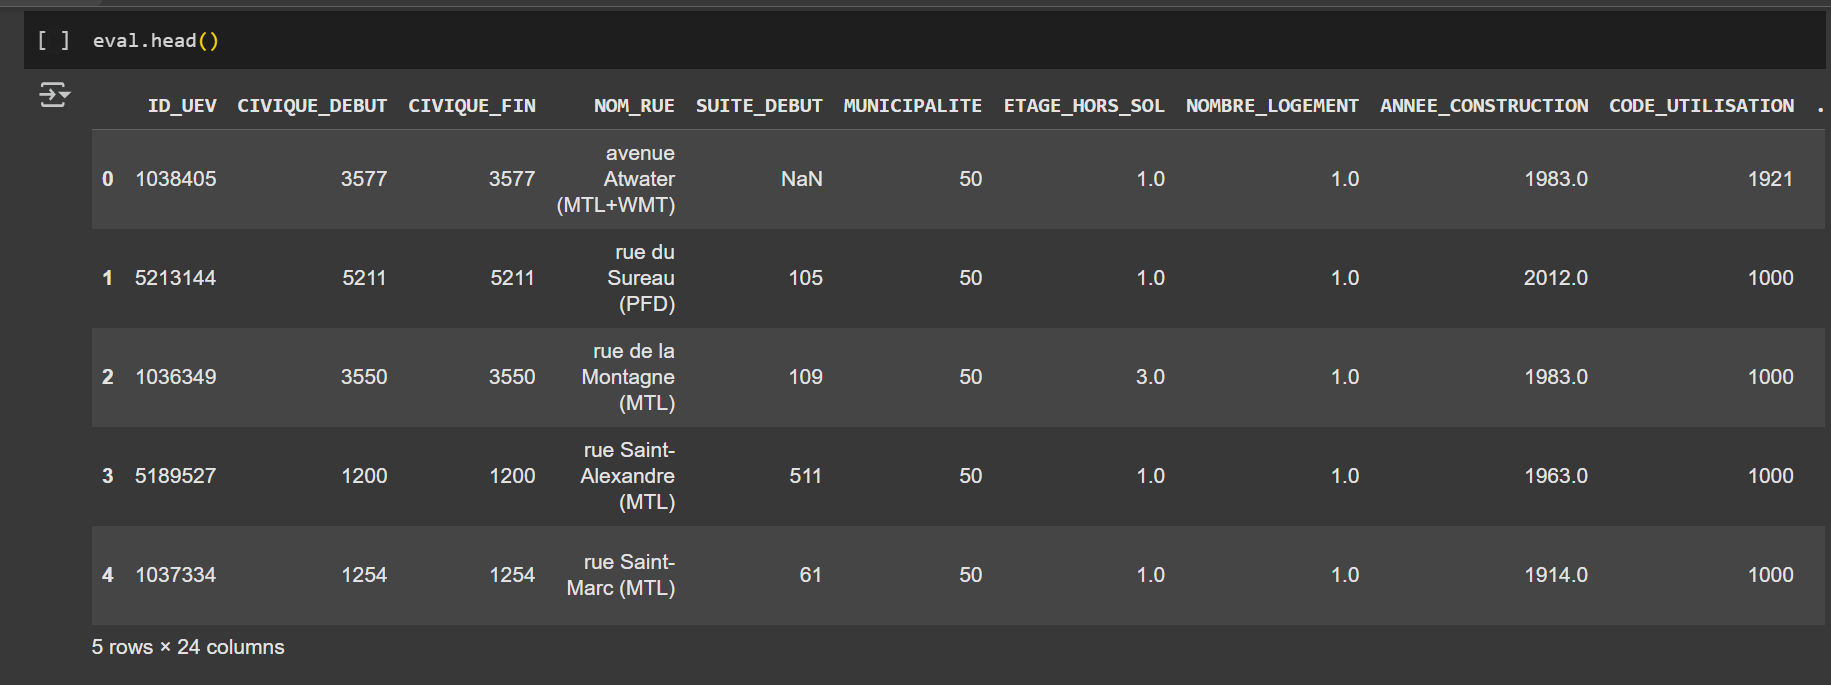 [ ] eval.head()
ID_UEV CIVIQUE_DEBUT CIVIQUE_FIN NOM_RUE SUITE_DEBUT MUNICIPALITE ETAGE_HORS_SOL NOMBRE_LOGEMENT ANNEE_CONSTRUCTION CODE_UTILISATION .
0 1038405 3577 3577 avenue Atwater (MTL+WMT) NaN 50 1.0 1.0 1983.0 1921
1 5213144 5211 5211 rue du Sureau (PFD) 105 50 1.0 1.0 2012.0 1000
2 1036349 3550 3550 rue de la Montagne (MTL) 109 50 3.0 1.0 1983.0 1000
3 5189527 1200 1200 rue Saint-Alexandre (MTL) 511 50 1.0 1.0 1963.0 1000
4 1037334 1254 1254 rue Saint-Marc (MTL) 61 50 1.0 1.0 1914.0 1000
5 rows × 24 columns